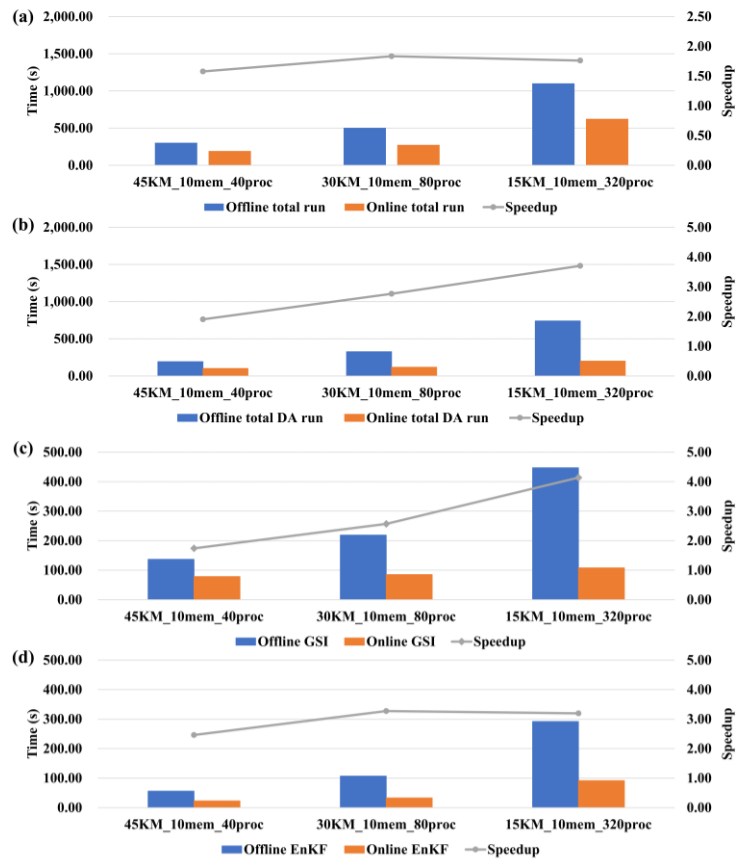 (a)
2,000.00
1,500.00
1,000.00
500.00
0.00
Time (s)
2.50
2.00
1.50
1.00
0.50
0.00
Speedup
45KM_10mem_40proc 30KM_10mem_80proc 15KM_10mem_320proc
Offline total run Online total run Speedup
(b)
2,000.00
1,500.00
1,000.00
500.00
0.00
Time (s)
5.00
4.00
3.00
2.00
1.00
0.00
Speedup
45KM_10mem_40proc 30KM_10mem_80proc 15KM_10mem_320proc
Offline total DA run Online total DA run Speedup
(c)
500.00
400.00
300.00
200.00
100.00
0.00
Time (s)
5.00
4.00
3.00
2.00
1.00
0.00
Speedup
45KM_10mem_40proc 30KM_10mem_80proc 15KM_10mem_320proc
Offline GSI Online GSI Speedup
(d)
500.00
400.00
300.00
200.00
100.00
0.00
Time (s)
5.00
4.00
3.00
2.00
1.00
0.00
Speedup
45KM_10mem_40proc 30KM_10mem_80proc 15KM_10mem_320proc
Offline EnKF Online EnKF Speedup